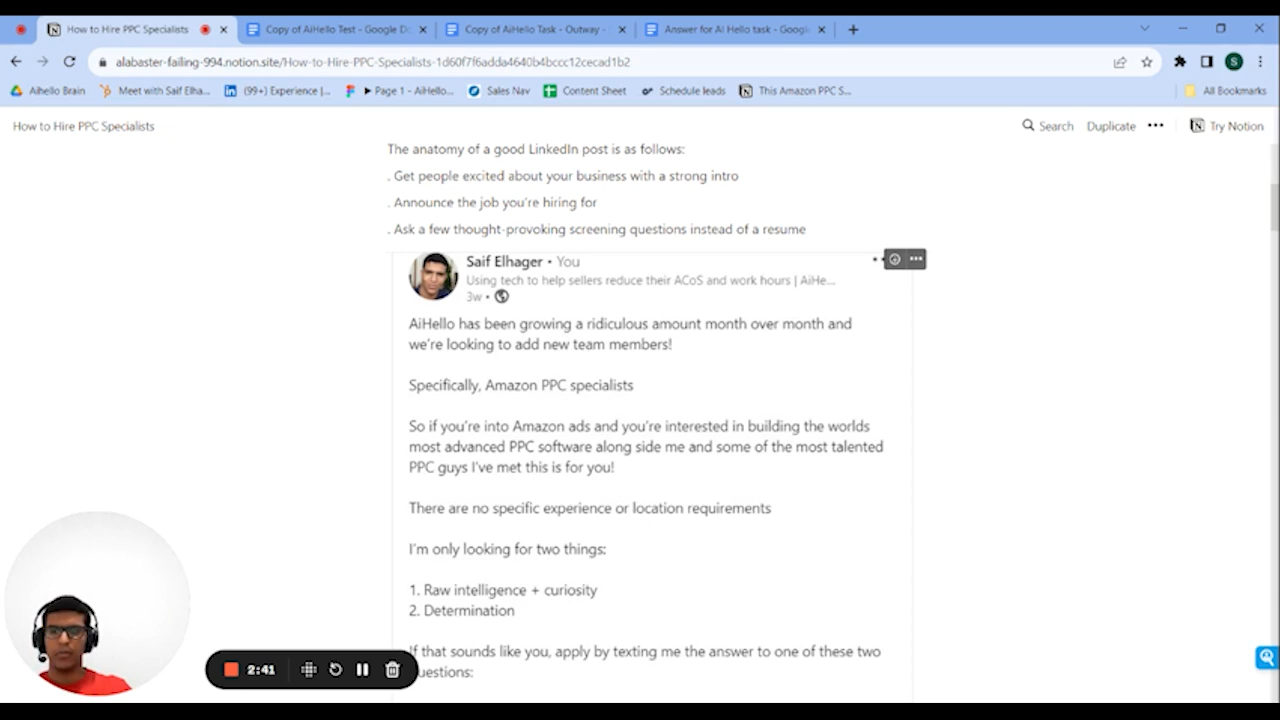 How to Hire PPC Specialists
Copy of AiHello Test - Google D
Copy of AiHello Task - Outway -
Answer for AI Hello task - Googl
alabaster-failing-994.notion.site/How-to-Hire-PPC-Specialists-1d60f7f6adda4640b4bccc12cecad1b2
S
Aihello Brain
Meet with Saif Elha...
(99+) Experience |...
Page 1 - AiHello...
Sales Nav
Content Sheet
Schedule leads
This Amazon PPC S...
All Bookmarks
How to Hire PPC Specialists
Search
Duplicate
Try Notion
The anatomy of a good LinkedIn post is as follows:
. Get people excited about your business with a strong intro
. Announce the job you're hiring for
. Ask a few thought-provoking screening questions instead of a resume
Saif Elhager • You
Using tech to help sellers reduce their ACoS and work hours | AiHe...
3w •
AiHello has been growing a ridiculous amount month over month and
we're looking to add new team members!
Specifically, Amazon PPC specialists
So if you're into Amazon ads and you're interested in building the worlds
most advanced PPC software along side me and some of the most talented
PPC guys I've met this is for you!
There are no specific experience or location requirements
I'm only looking for two things:
1. Raw intelligence + curiosity
2. Determination
If that sounds like you, apply by texting me the answer to one of these two
uestions:
2:41